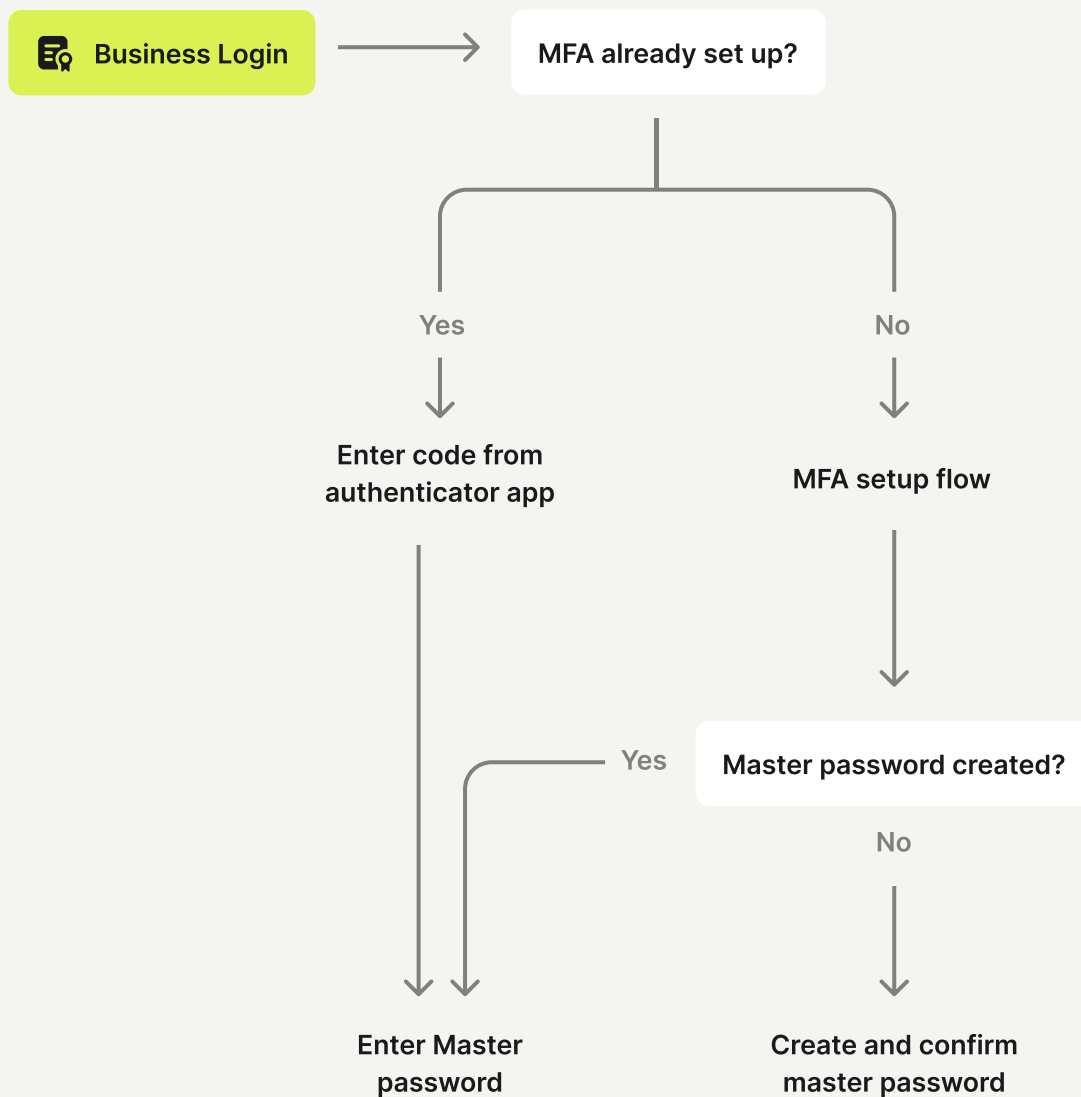 Business Login
MFA already set up?
Yes
No
Enter code from
authenticator app
MFA setup flow
Yes
Master password created?
No
Enter Master
password
Create and confirm
master password